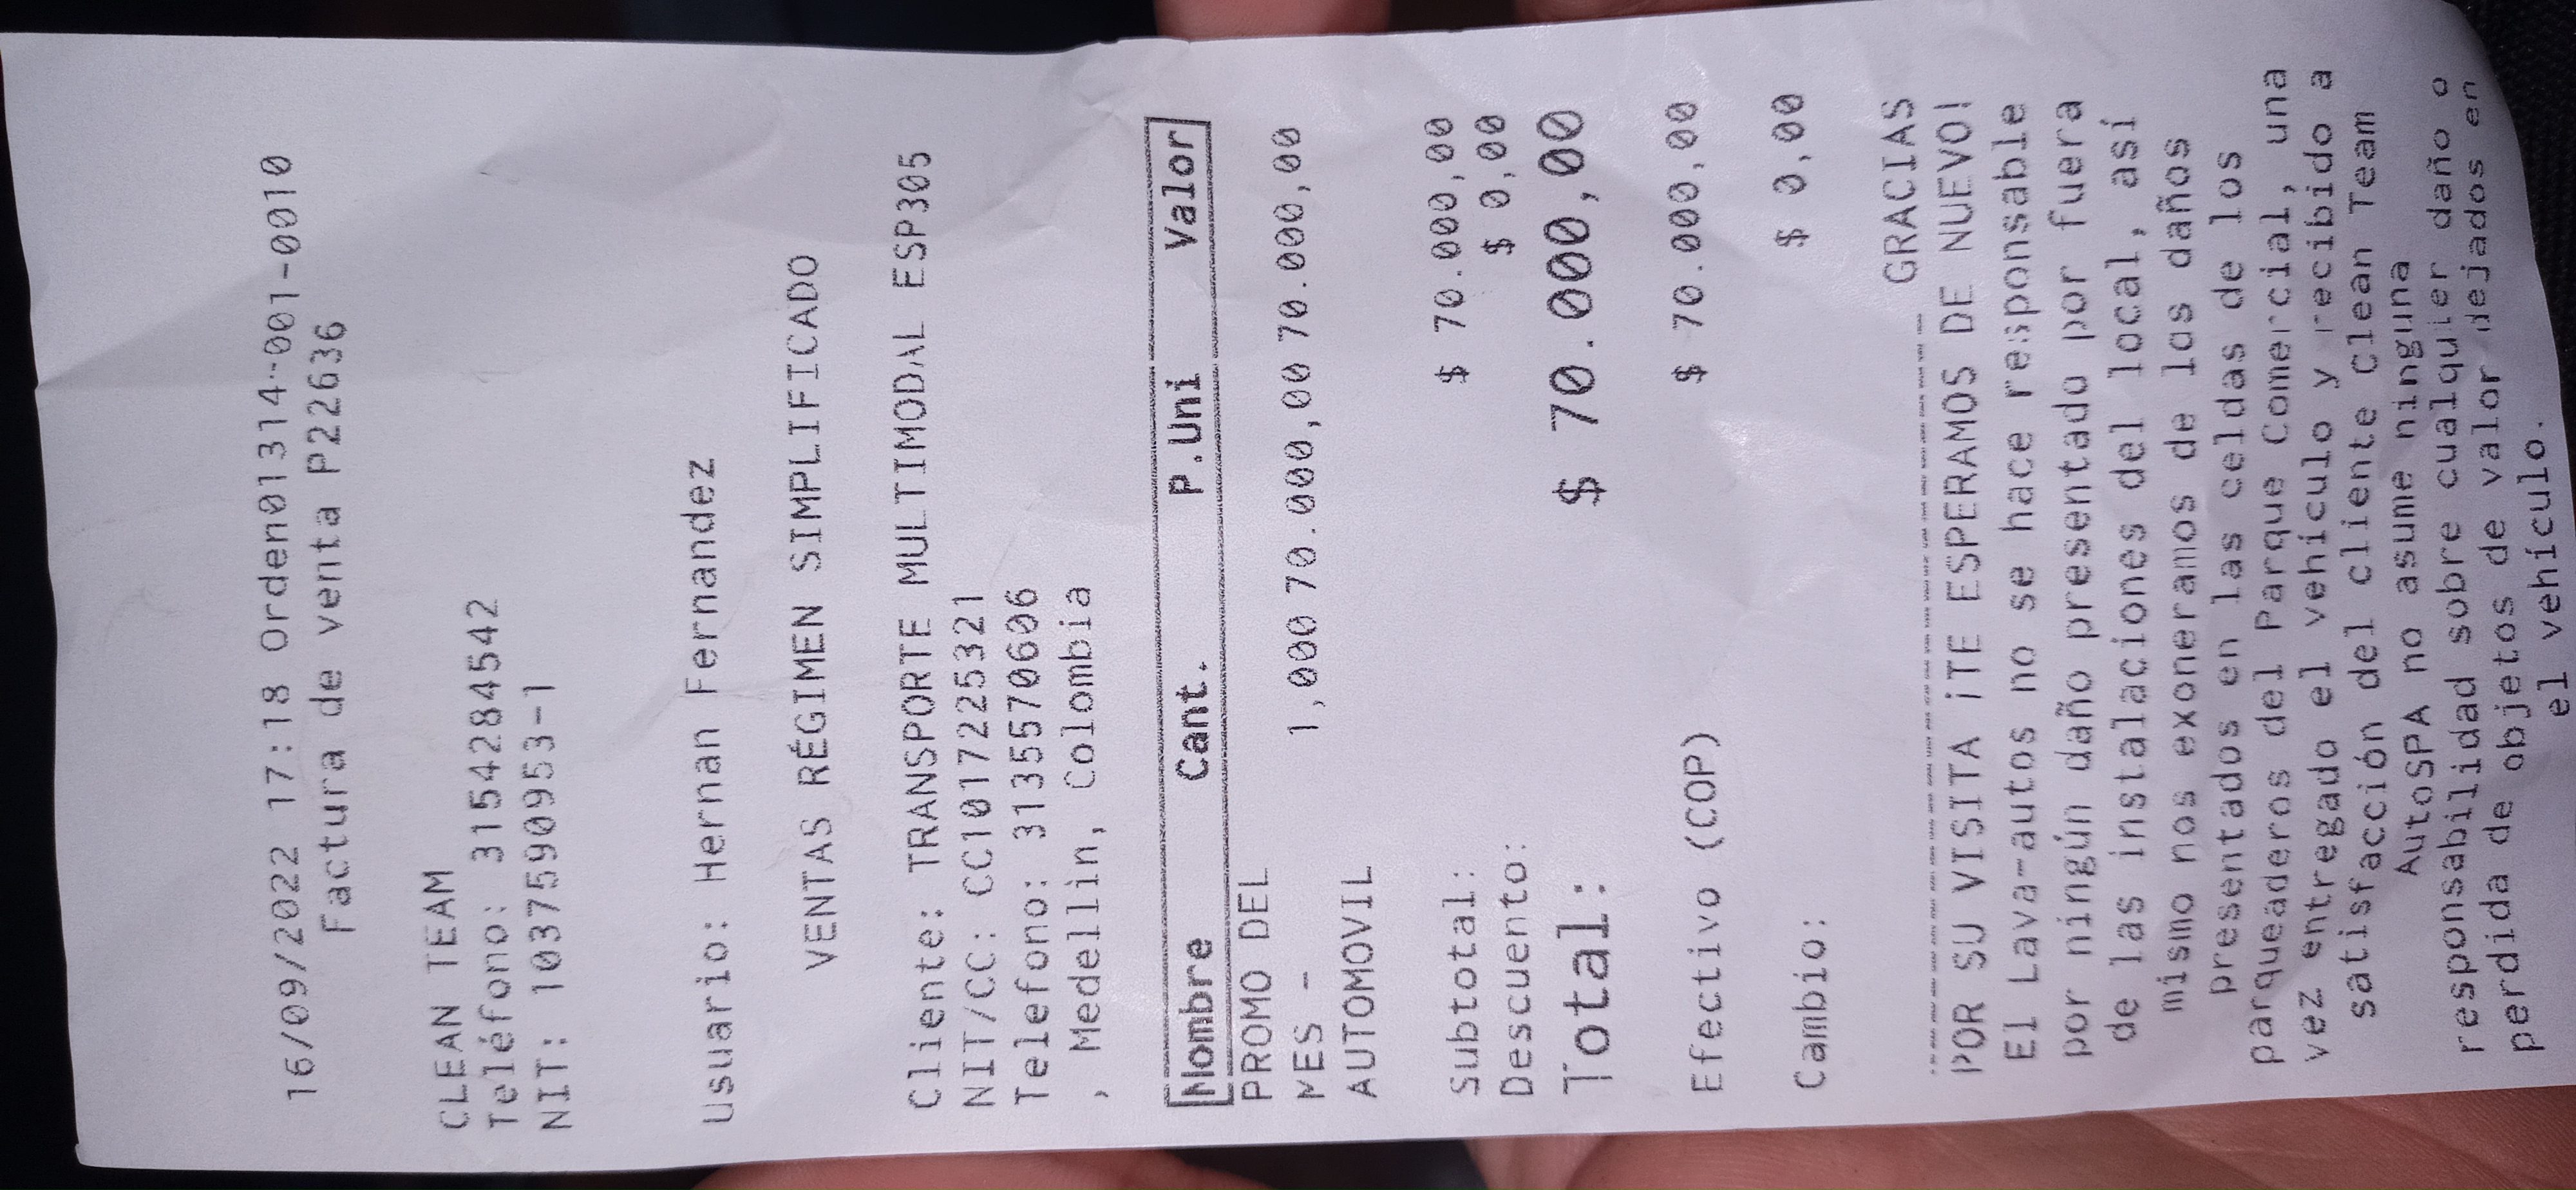 16/09/2022 17:18 Orden01314-001-0010
Factura de venta P22636
CLEAN TEAM
Teléfono: 3154284542
NIT: 1037590953-1
Usuario: Hernan Fernandez
VENTAS RÉGIMEN SIMPLIFICADO
Cliente: TRANSPORTE MULTIMODAL ESP305
NIT/CC: CC1017225321
Telefono: 3135570606
, Medellin, Colombia
Nombre Cant. P.Uni Valor
PROMO DEL
MES - 1,000 70.000,00 70.000,00
AUTOMOVIL
Subtotal: $ 70.000,00
Descuento: $ 0,00
Total: $ 70.000,00
Efectivo (COP) $ 70.000,00
Cambio: $ 0,00
GRACIAS
POR SU VISITA ¡TE ESPERAMOS DE NUEVO!
El Lava-autos no se hace responsable
por ningún daño presentado por fuera
de las instalaciones del local, así
mismo nos exoneramos de los daños
presentados en las celdas de los
parqueaderos del Parque Comercial, una
vez entregado el vehículo y recibido a
satisfacción del cliente Clean Team
AutoSPA no asume ninguna
responsabilidad sobre cualquier daño o
perdida de objetos de valor dejados en
el vehículo.